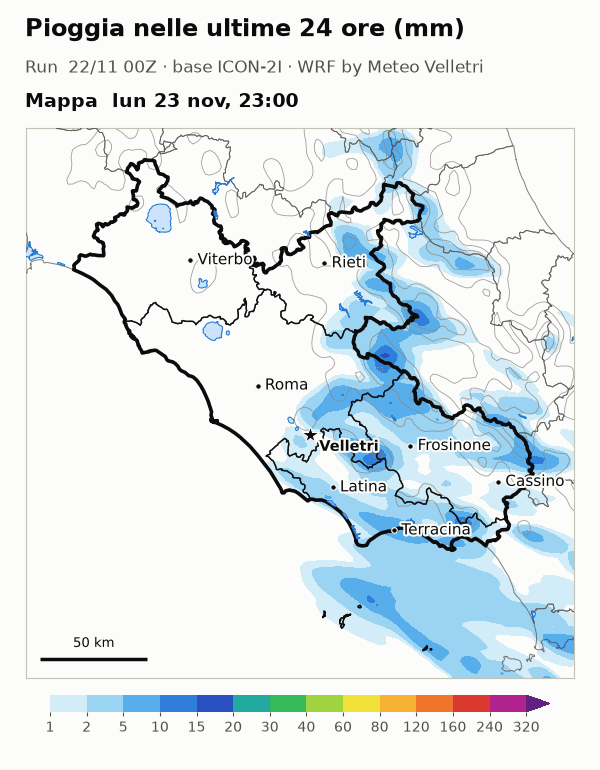 Pioggia nelle ultime 24 ore (mm)
Run  22/11 00Z · base ICON-2I · WRF by Meteo Velletri
Mappa  lun 23 nov, 23:00
Viterbo
Rieti
Roma
Velletri
Frosinone
Cassino
Latina
Terracina
50 km
1 2 5 10 15 20 30 40 60 80 120 160 240 320